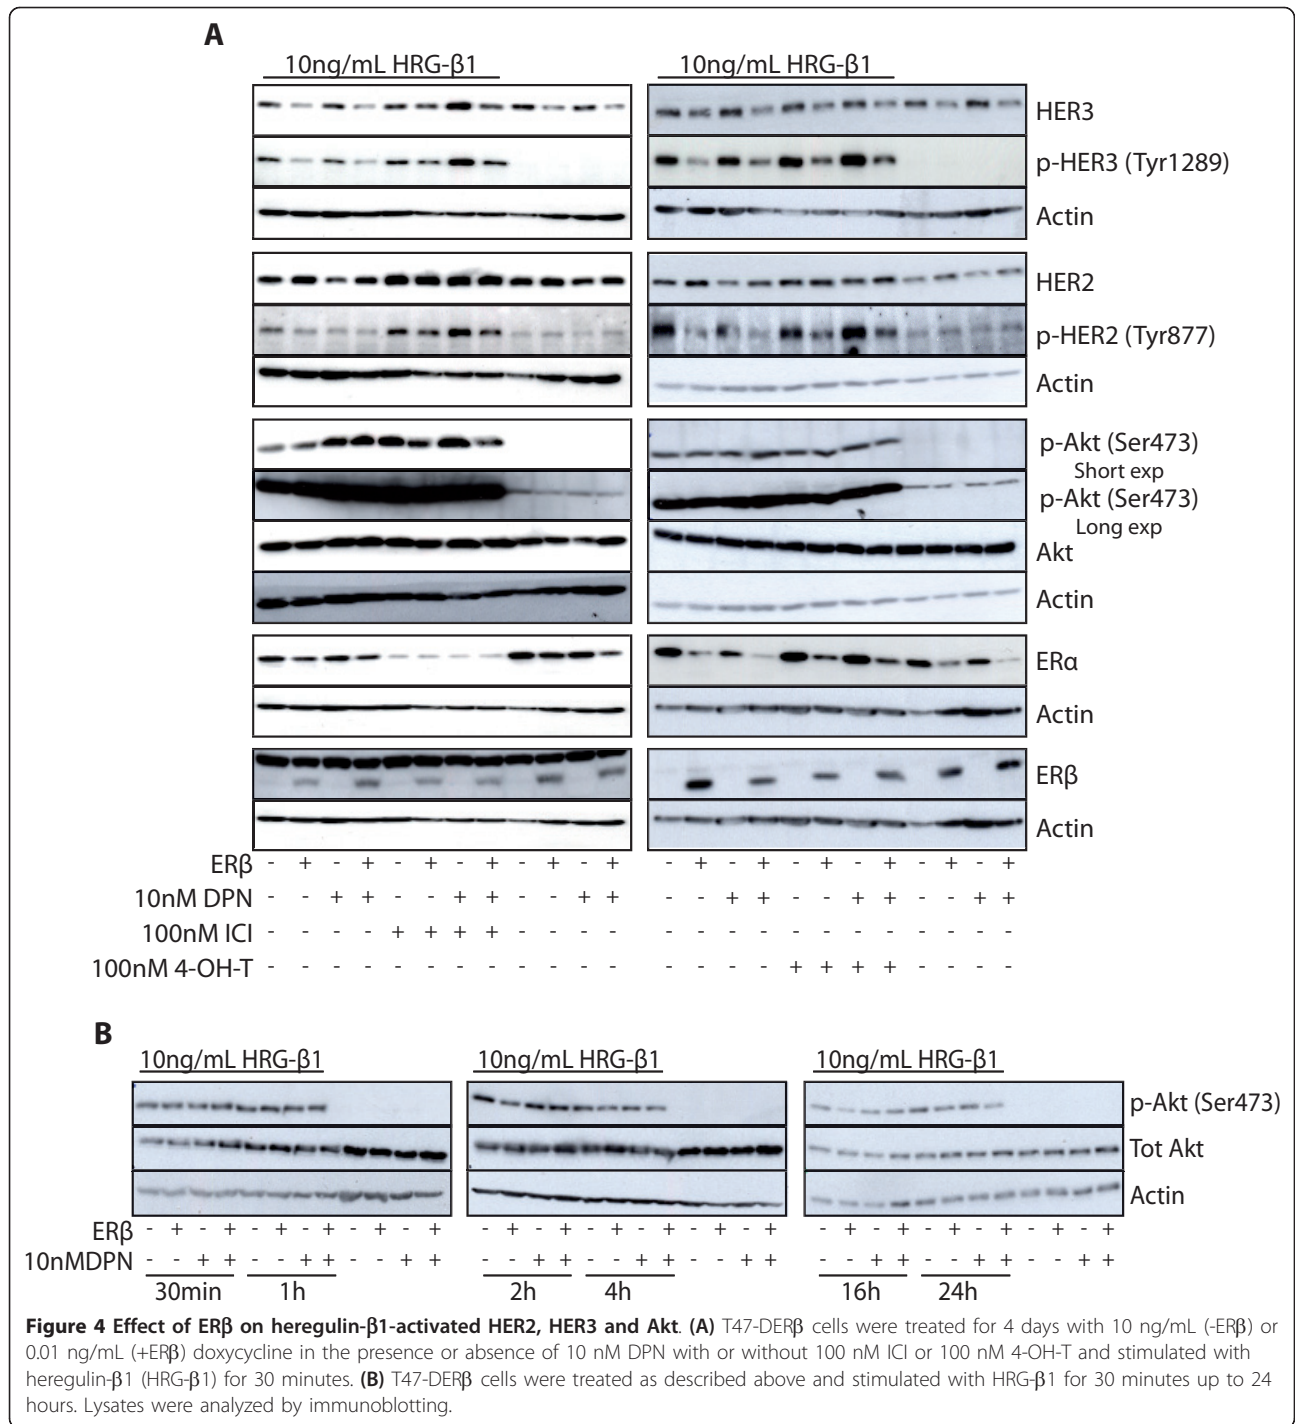 A
10ng/mL HRG-β1 10ng/mL HRG-β1
HER3
p-HER3 (Tyr1289)
Actin
HER2
p-HER2 (Tyr877)
Actin
p-Akt (Ser473)
Short exp
p-Akt (Ser473)
Long exp
Akt
Actin
ERα
Actin
ERβ
Actin
ERβ - + - + - + - + - + - + - + - + - + - + - + - +
10nM DPN - - + + - - + + - - + + - - + + - - + + - - + +
100nM ICI - - - - + + + + - - - - - - - - - - - - - - - -
100nM 4-OH-T - - - - - - - - - - - - - - - - + + + + - - - -
B
10ng/mL HRG-β1 10ng/mL HRG-β1 10ng/mL HRG-β1
p-Akt (Ser473)
Tot Akt
Actin
ERβ - + - + - + - + - + - + - + - + - + - + - + - + - + - + - + - + - + - +
10nMDPN - - + + - - + + - - + + - - + + - - + + - - + + - - + + - - + + - - + +
30min 1h 2h 4h 16h 24h
Figure 4 Effect of ERβ on heregulin-β1-activated HER2, HER3 and Akt. (A) T47-DERβ cells were treated for 4 days with 10 ng/mL (-ERβ) or
0.01 ng/mL (+ERβ) doxycycline in the presence or absence of 10 nM DPN with or without 100 nM ICI or 100 nM 4-OH-T and stimulated with
heregulin-β1 (HRG-β1) for 30 minutes. (B) T47-DERβ cells were treated as described above and stimulated with HRG-β1 for 30 minutes up to 24
hours. Lysates were analyzed by immunoblotting.